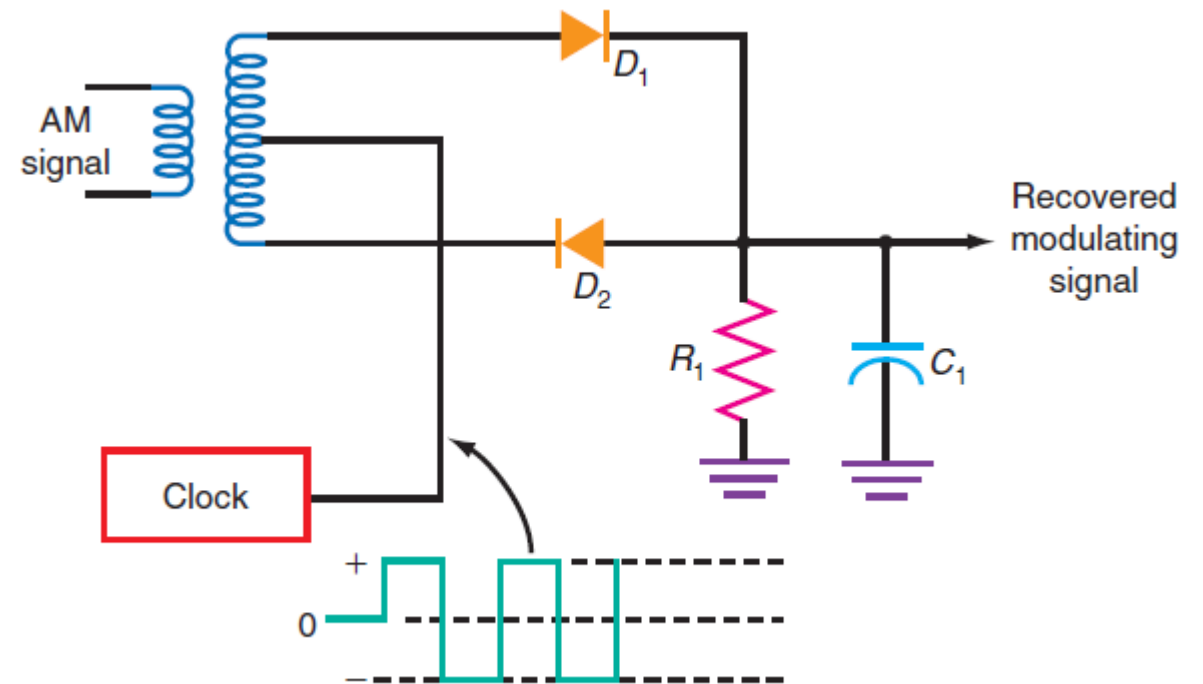 AM
signal
D₁
D₂
Recovered
modulating
signal
R₁
C₁
Clock
+
0
−